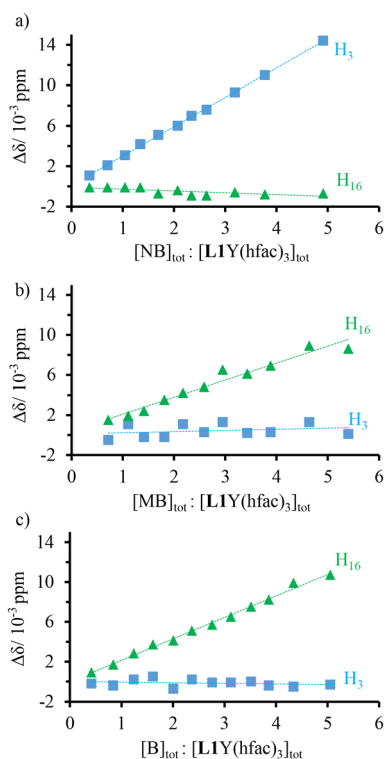 a)
14
10
6
2
-2
Δδ/ 10⁻³ ppm
H₃
H₁₆
0 1 2 3 4 5 6
[NB]tot : [L1Y(hfac)₃]tot
b)
14
10
6
2
-2
Δδ/ 10⁻³ ppm
H₁₆
H₃
0 1 2 3 4 5 6
[MB]tot : [L1Y(hfac)₃]tot
c)
14
10
6
2
-2
Δδ/ 10⁻³ ppm
H₁₆
H₃
0 1 2 3 4 5 6
[B]tot : [L1Y(hfac)₃]tot